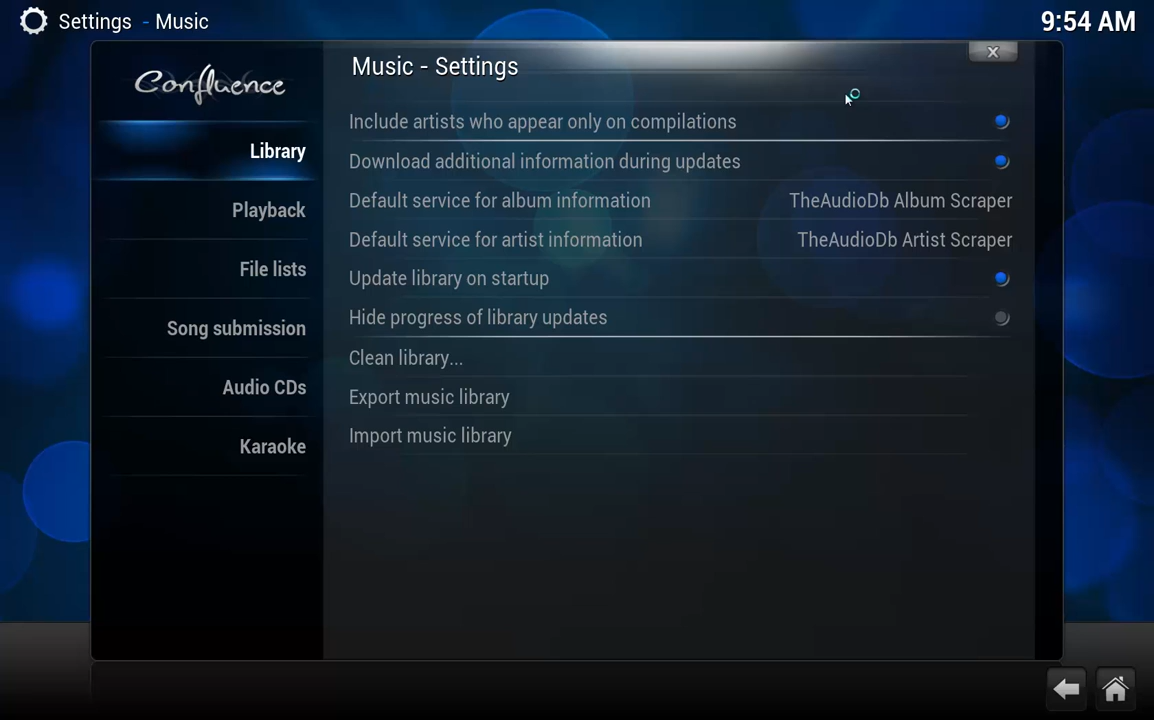 Settings - Music
9:54 AM
Confluence
Music - Settings
Library
Playback
File lists
Song submission
Audio CDs
Karaoke
Include artists who appear only on compilations
Download additional information during updates
Default service for album information TheAudioDb Album Scraper
Default service for artist information TheAudioDb Artist Scraper
Update library on startup
Hide progress of library updates
Clean library...
Export music library
Import music library